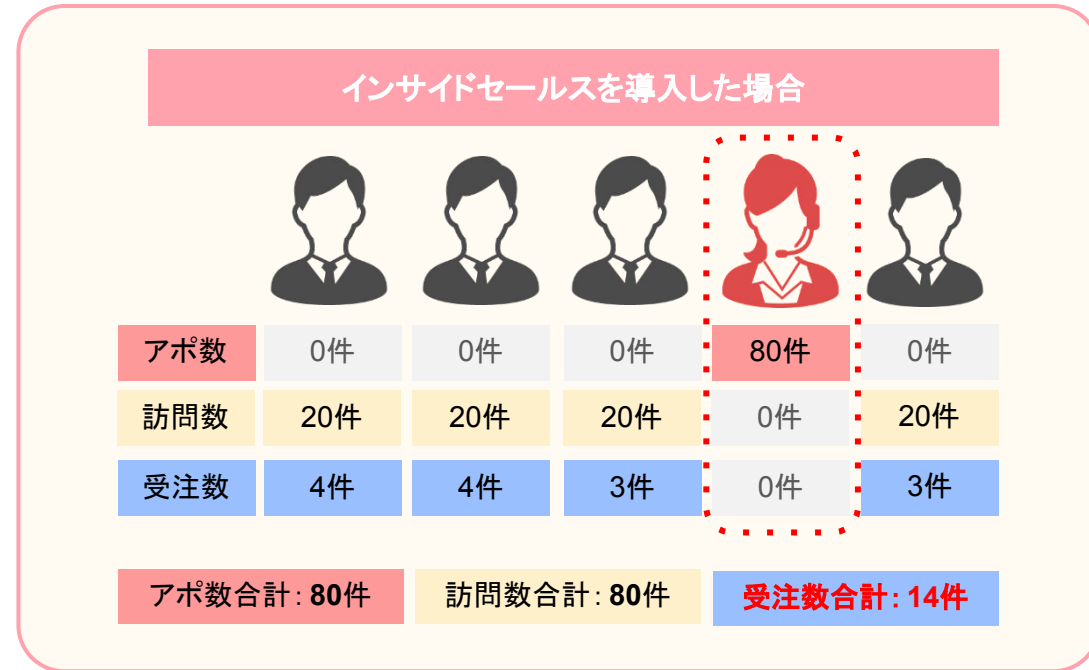 インサイドセールスを導入した場合
アポ数 0件 0件 0件 80件 0件
訪問数 20件 20件 20件 0件 20件
受注数 4件 4件 3件 0件 3件
アポ数合計：80件 訪問数合計：80件 受注数合計：14件